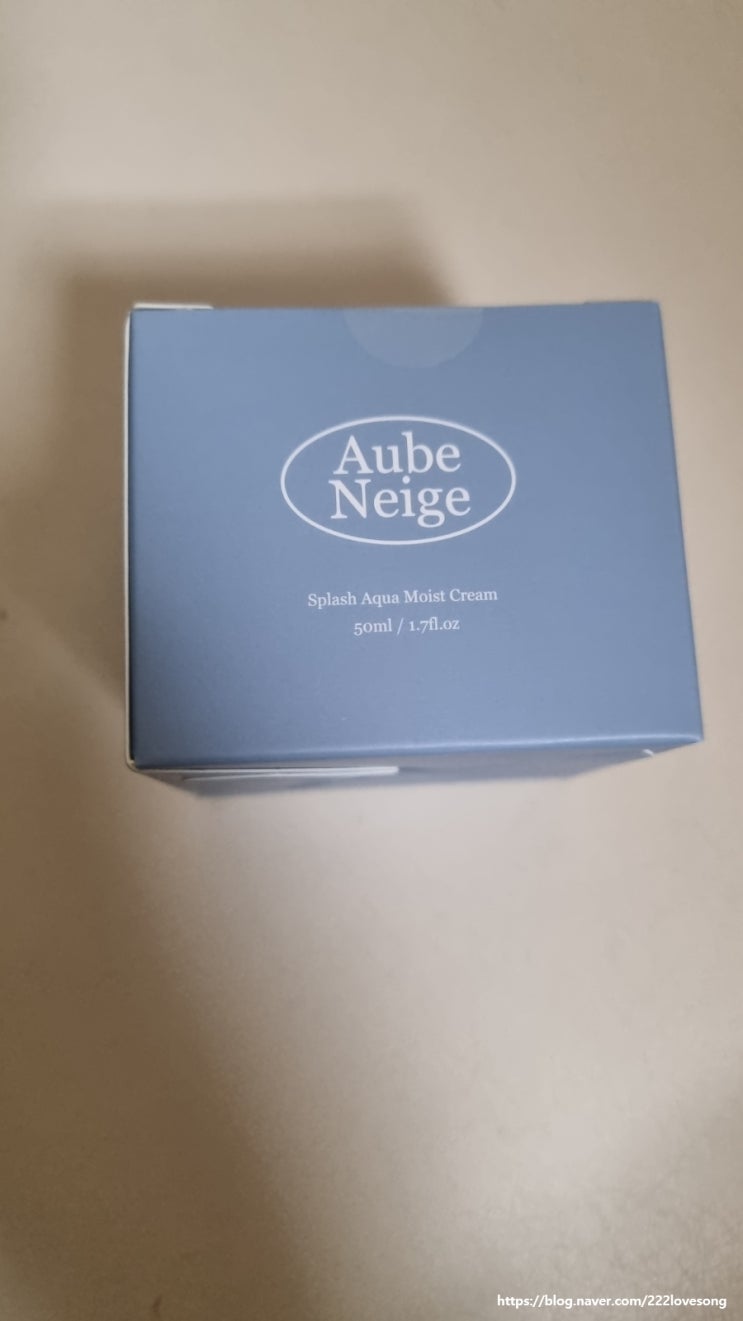 Aube
Neige
Splash Aqua Moist Cream
50ml / 1.7fl.oz
https://blog.naver.com/222lovesong